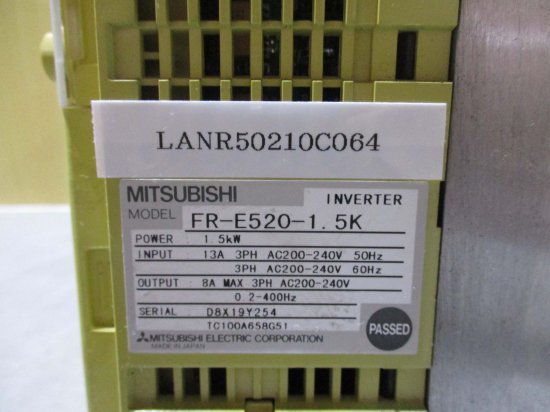 LANR50210C064
MITSUBISHI INVERTER
MODEL FR-E520-1.5K
POWER 1.5kW
INPUT 13A 3PH AC200-240V 50Hz
3PH AC200-240V 60Hz
OUTPUT 8A MAX 3PH AC200-240V
0.2-400Hz
SERIAL D8X19Y254
TC100A658G51
PASSED
MITSUBISHI ELECTRIC CORPORATION
MADE IN JAPAN